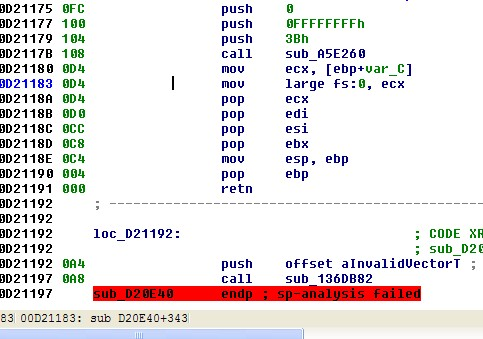 0D21175 0FC push 0
0D21177 100 push 0FFFFFFFFh
0D21179 104 push 3Bh
0D2117B 108 call sub_A5E260
0D21180 0D4 mov ecx, [ebp+var_C]
0D21183 0D4 mov large fs:0, ecx
0D2118A 0D4 pop ecx
0D2118B 0D0 pop edi
0D2118C 0CC pop esi
0D2118D 0C8 pop ebx
0D2118E 0C4 mov esp, ebp
0D21190 004 pop ebp
0D21191 000 retn
0D21192 ; ---------------------------------------------------------------
0D21192
0D21192 loc_D21192: ; CODE XR
0D21192 ; sub_D20
0D21192 0A4 push offset aInvalidVectorT ;
0D21197 0A8 call sub_136DB82
0D21197 sub_D20E40 endp ; sp-analysis failed
83 00D21183: sub_D20E40+343